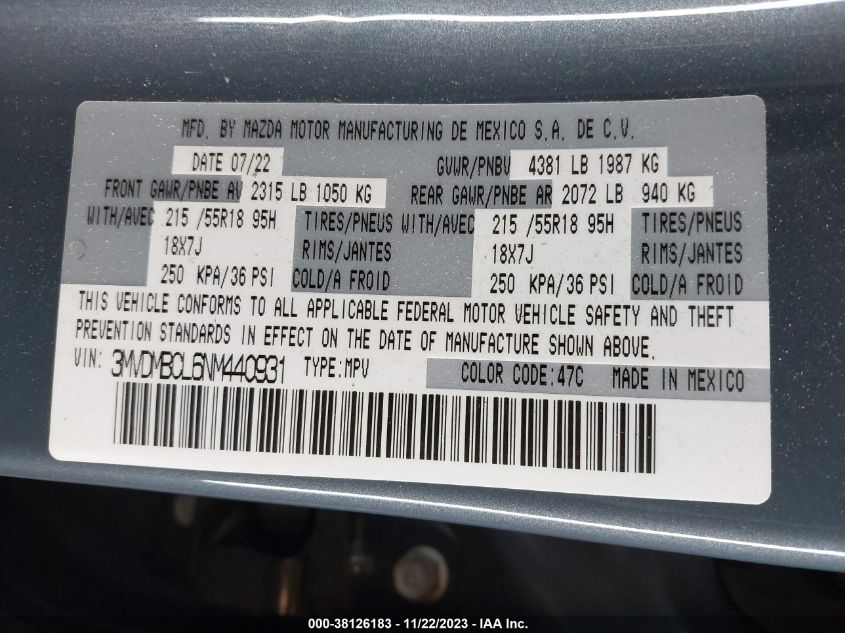 MFD. BY MAZDA MOTOR MANUFACTURING DE MEXICO S.A. DE C.V.
DATE 07/22 GVWR/PNBV 4381 LB 1987 KG
FRONT GAWR/PNBE AV 2315 LB 1050 KG REAR GAWR/PNBE AR 2072 LB 940 KG
WITH/AVEC 215 /55R18 95H TIRES/PNEUS WITH/AVEC 215 /55R18 95H TIRES/PNEUS
18X7J RIMS/JANTES 18X7J RIMS/JANTES
250 KPA/36 PSI COLD/A FROID 250 KPA/36 PSI COLD/A FROID
THIS VEHICLE CONFORMS TO ALL APPLICABLE FEDERAL MOTOR VEHICLE SAFETY AND THEFT
PREVENTION STANDARDS IN EFFECT ON THE DATE OF MANUFACTURE SHOWN ABOVE.
VIN: 3MVDMBCL6NM440931 TYPE:MPV COLOR CODE:47C MADE IN MEXICO
000-38126183 - 11/22/2023 - IAA Inc.